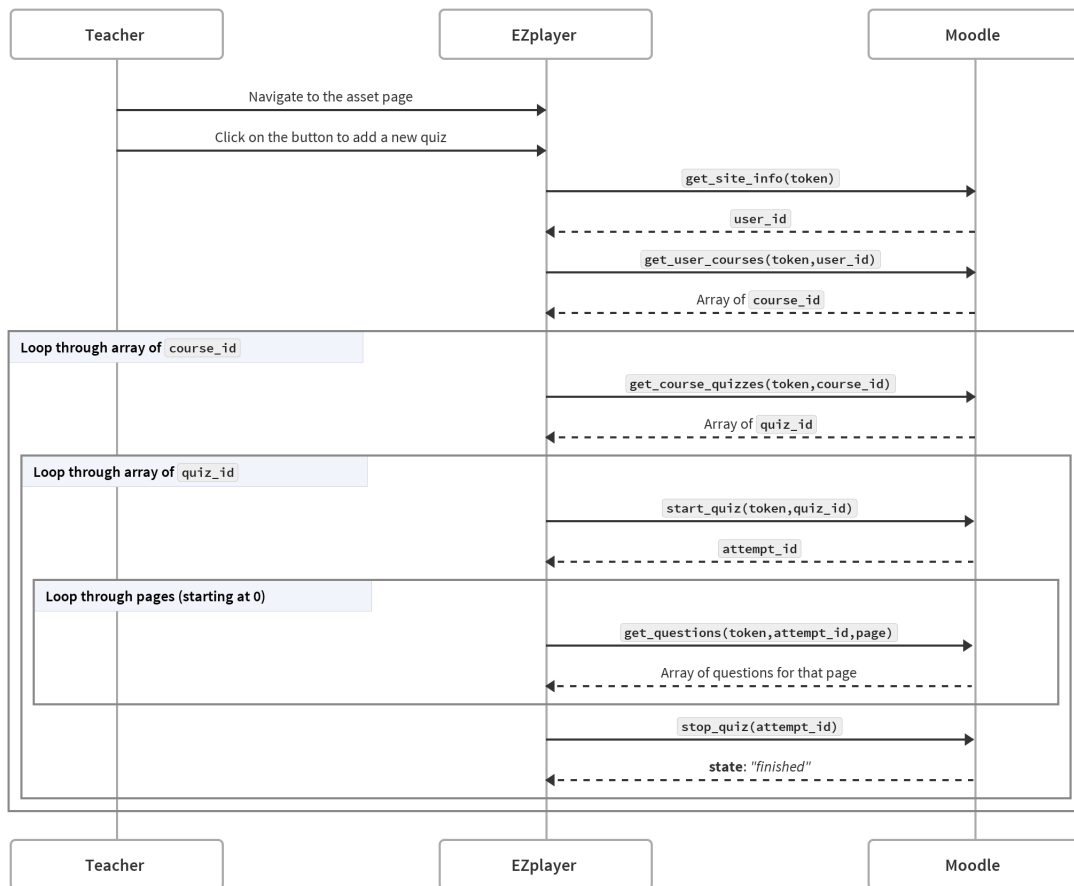 Teacher
EZplayer
Moodle
Navigate to the asset page
Click on the button to add a new quiz
get_site_info(token)
user_id
get_user_courses(token,user_id)
Array of course_id
Loop through array of course_id
get_course_quizzes(token,course_id)
Array of quiz_id
Loop through array of quiz_id
start_quiz(token,quiz_id)
attempt_id
Loop through pages (starting at 0)
get_questions(token,attempt_id,page)
Array of questions for that page
stop_quiz(attempt_id)
state: "finished"
Teacher
EZplayer
Moodle